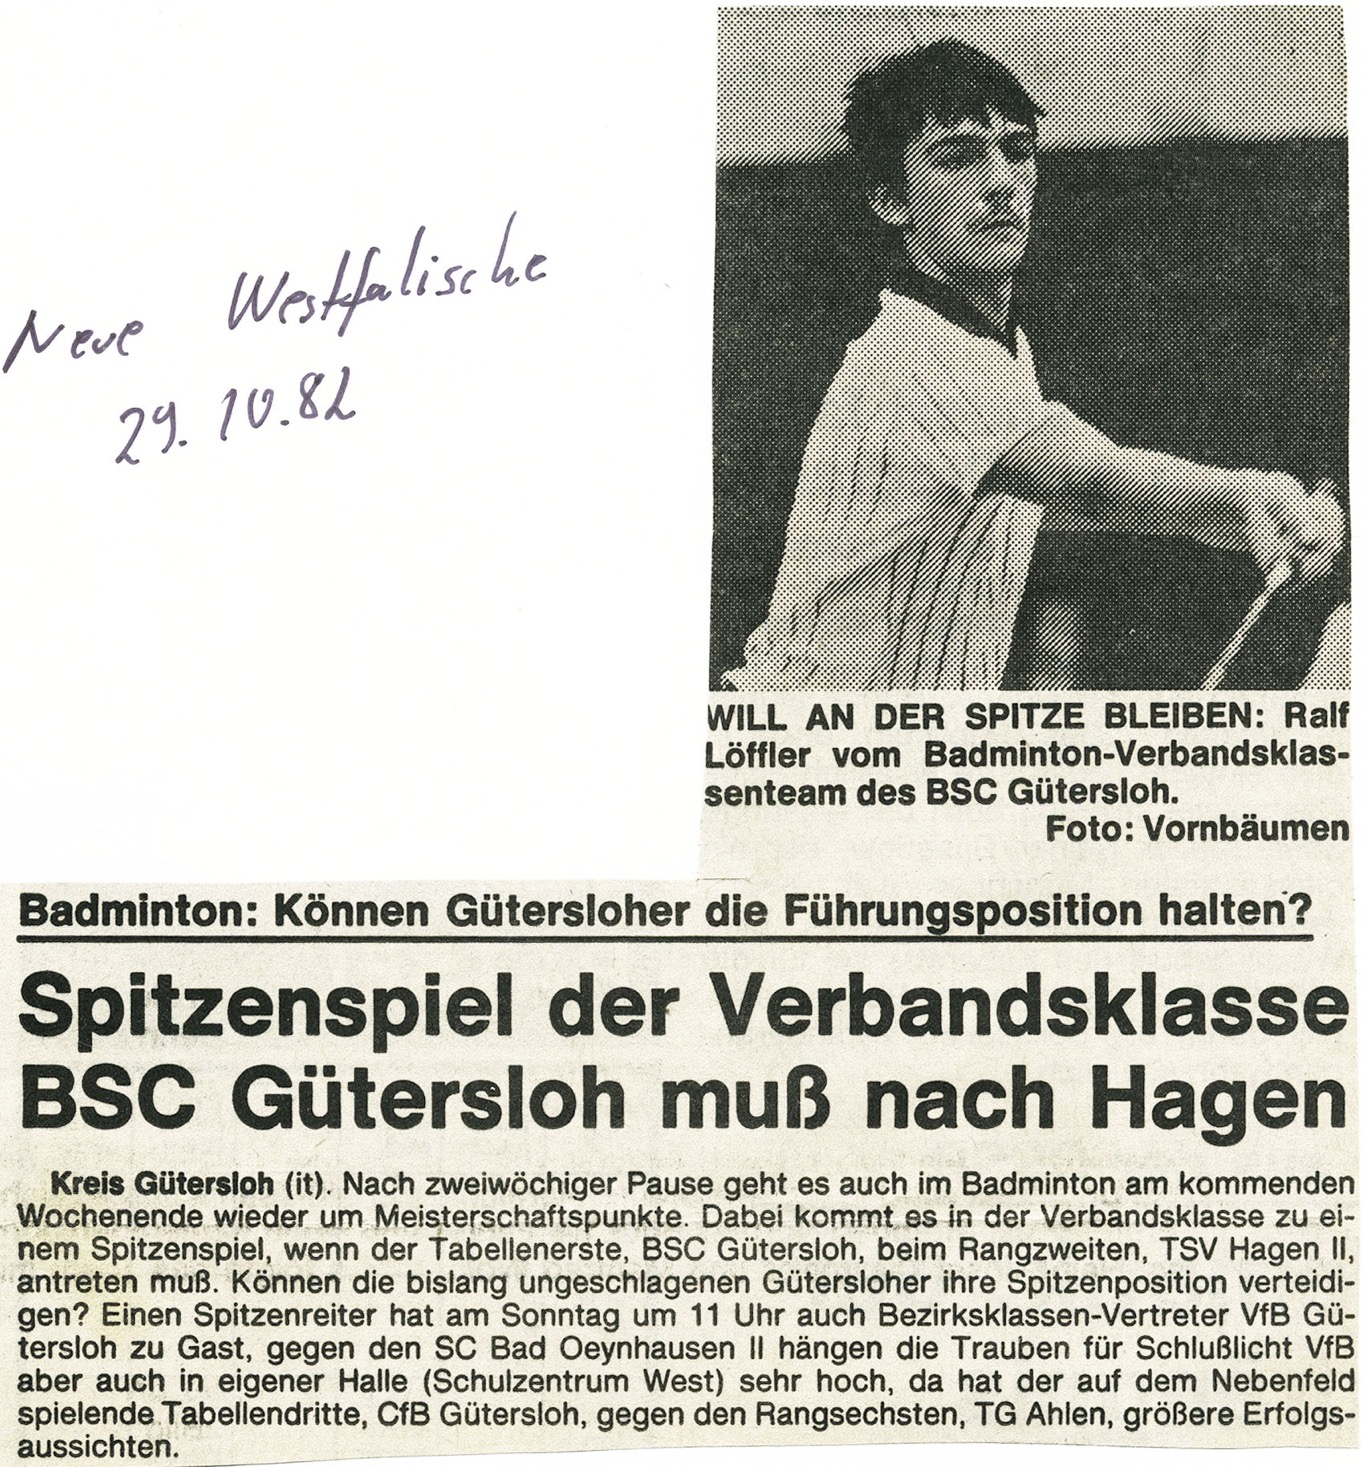 Neue Westfalische
29.10.82
WILL AN DER SPITZE BLEIBEN: Ralf
Löffler vom Badminton-Verbandsklas-
senteam des BSC Gütersloh.
Foto: Vornbäumen
Badminton: Können Gütersloher die Führungsposition halten?
Spitzenspiel der Verbandsklasse
BSC Gütersloh muß nach Hagen
Kreis Gütersloh (it). Nach zweiwöchiger Pause geht es auch im Badminton am kommenden
Wochenende wieder um Meisterschaftspunkte. Dabei kommt es in der Verbandsklasse zu ei-
nem Spitzenspiel, wenn der Tabellenerste, BSC Gütersloh, beim Rangzweiten, TSV Hagen II,
antreten muß. Können die bislang ungeschlagenen Gütersloher ihre Spitzenposition verteidi-
gen? Einen Spitzenreiter hat am Sonntag um 11 Uhr auch Bezirksklassen-Vertreter VfB Gü-
tersloh zu Gast, gegen den SC Bad Oeynhausen II hängen die Trauben für Schlußlicht VfB
aber auch in eigener Halle (Schulzentrum West) sehr hoch, da hat der auf dem Nebenfeld
spielende Tabellendritte, CfB Gütersloh, gegen den Rangsechsten, TG Ahlen, größere Erfolgs-
aussichten.